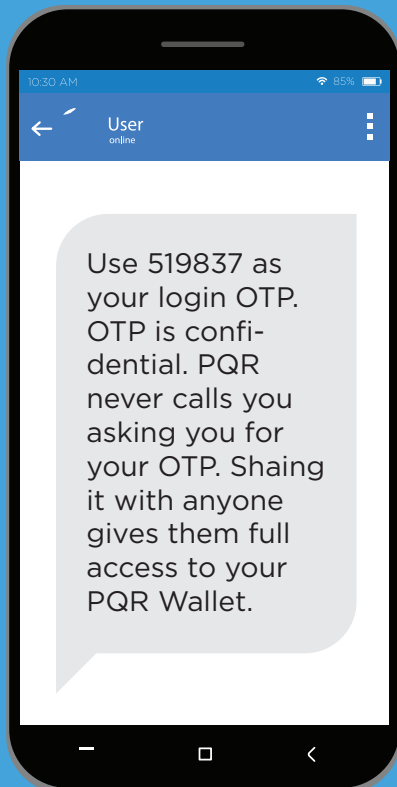 10:30 AM 85%
User
online
Use 519837 as
your login OTP.
OTP is confi-
dential. PQR
never calls you
asking you for
your OTP. Shaing
it with anyone
gives them full
access to your
PQR Wallet.